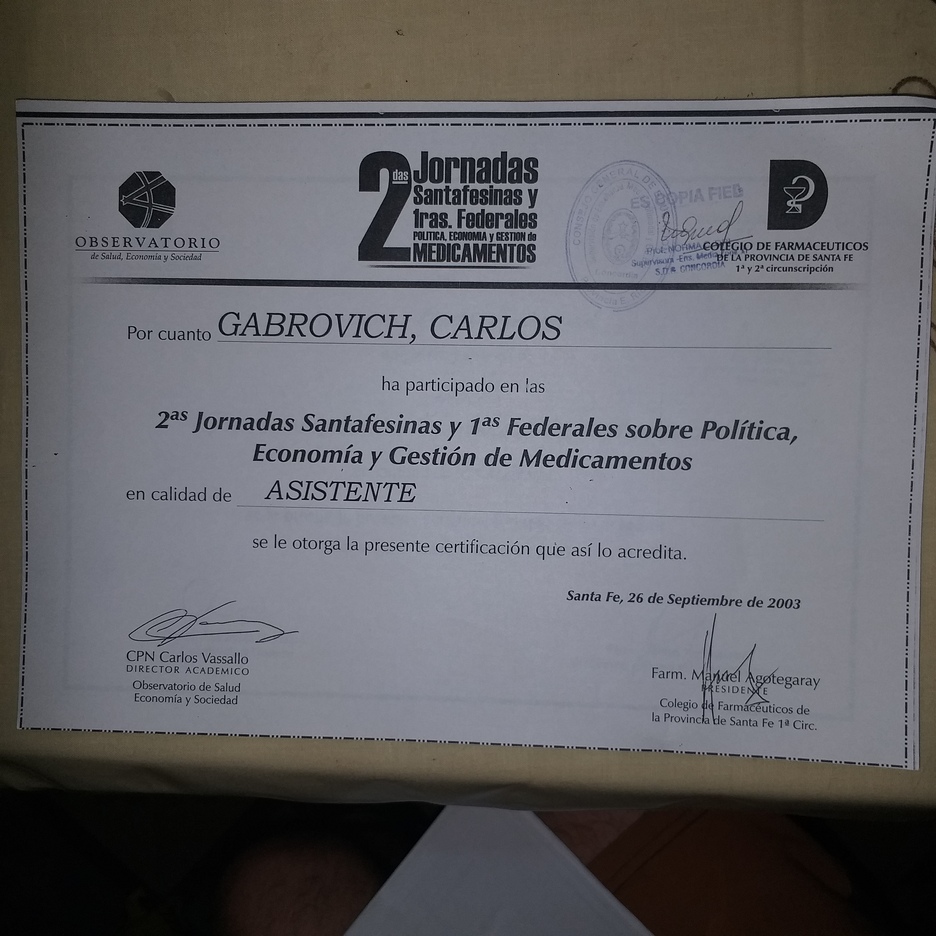 OBSERVATORIO
de Salud, Economía y Sociedad
2das Jornadas
Santafesinas y
1ras. Federales
POLITICA, ECONOMIA y GESTION de
MEDICAMENTOS
CONSEJO GENERAL DE
ES COPIA FIEL
Prof. NORMA
Supervisora Ens. Media
S.D.R. CONCORDIA
COLEGIO DE FARMACEUTICOS
DE LA PROVINCIA DE SANTA FE
1ª y 2ª circunscripción
Por cuanto GABROVICH, CARLOS
ha participado en las
2as Jornadas Santafesinas y 1as Federales sobre Política,
Economía y Gestión de Medicamentos
en calidad de ASISTENTE
se le otorga la presente certificación que así lo acredita.
Santa Fe, 26 de Septiembre de 2003
CPN Carlos Vassallo
DIRECTOR ACADEMICO
Observatorio de Salud
Economía y Sociedad
Farm. Manuel Agotegaray
PRESIDENTE
Colegio de Farmacéuticos de
la Provincia de Santa Fe 1ª Circ.